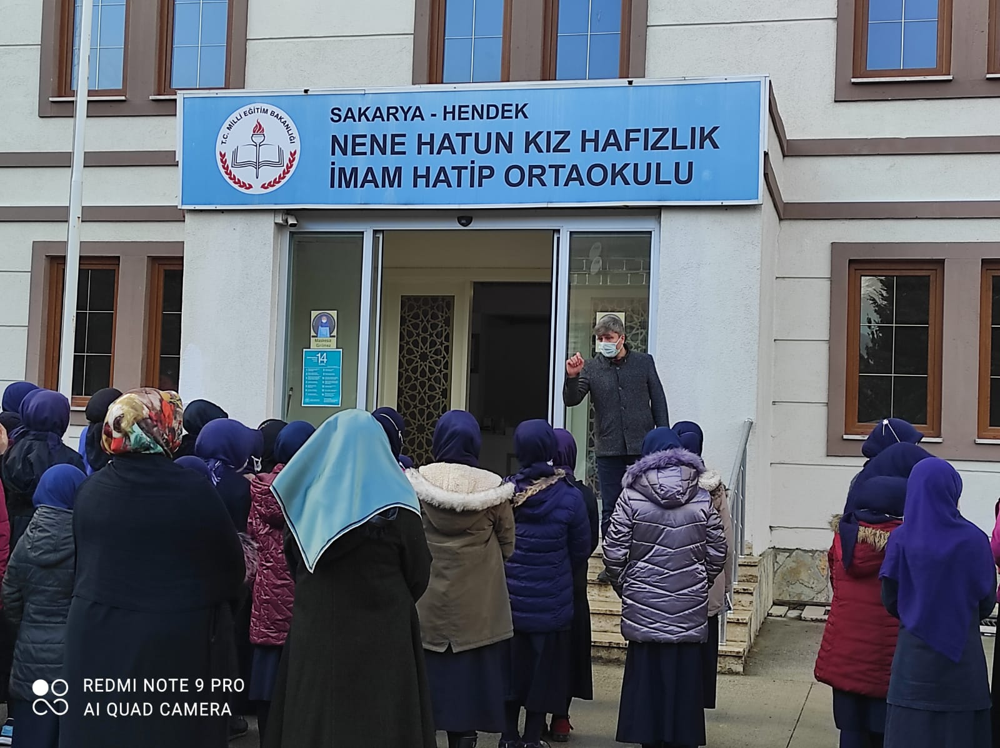 T.C. MİLLİ EĞİTİM BAKANLIĞI
SAKARYA - HENDEK
NENE HATUN KIZ HAFIZLIK
İMAM HATİP ORTAOKULU
Maskesiz
Girilmez
14
REDMI NOTE 9 PRO
AI QUAD CAMERA